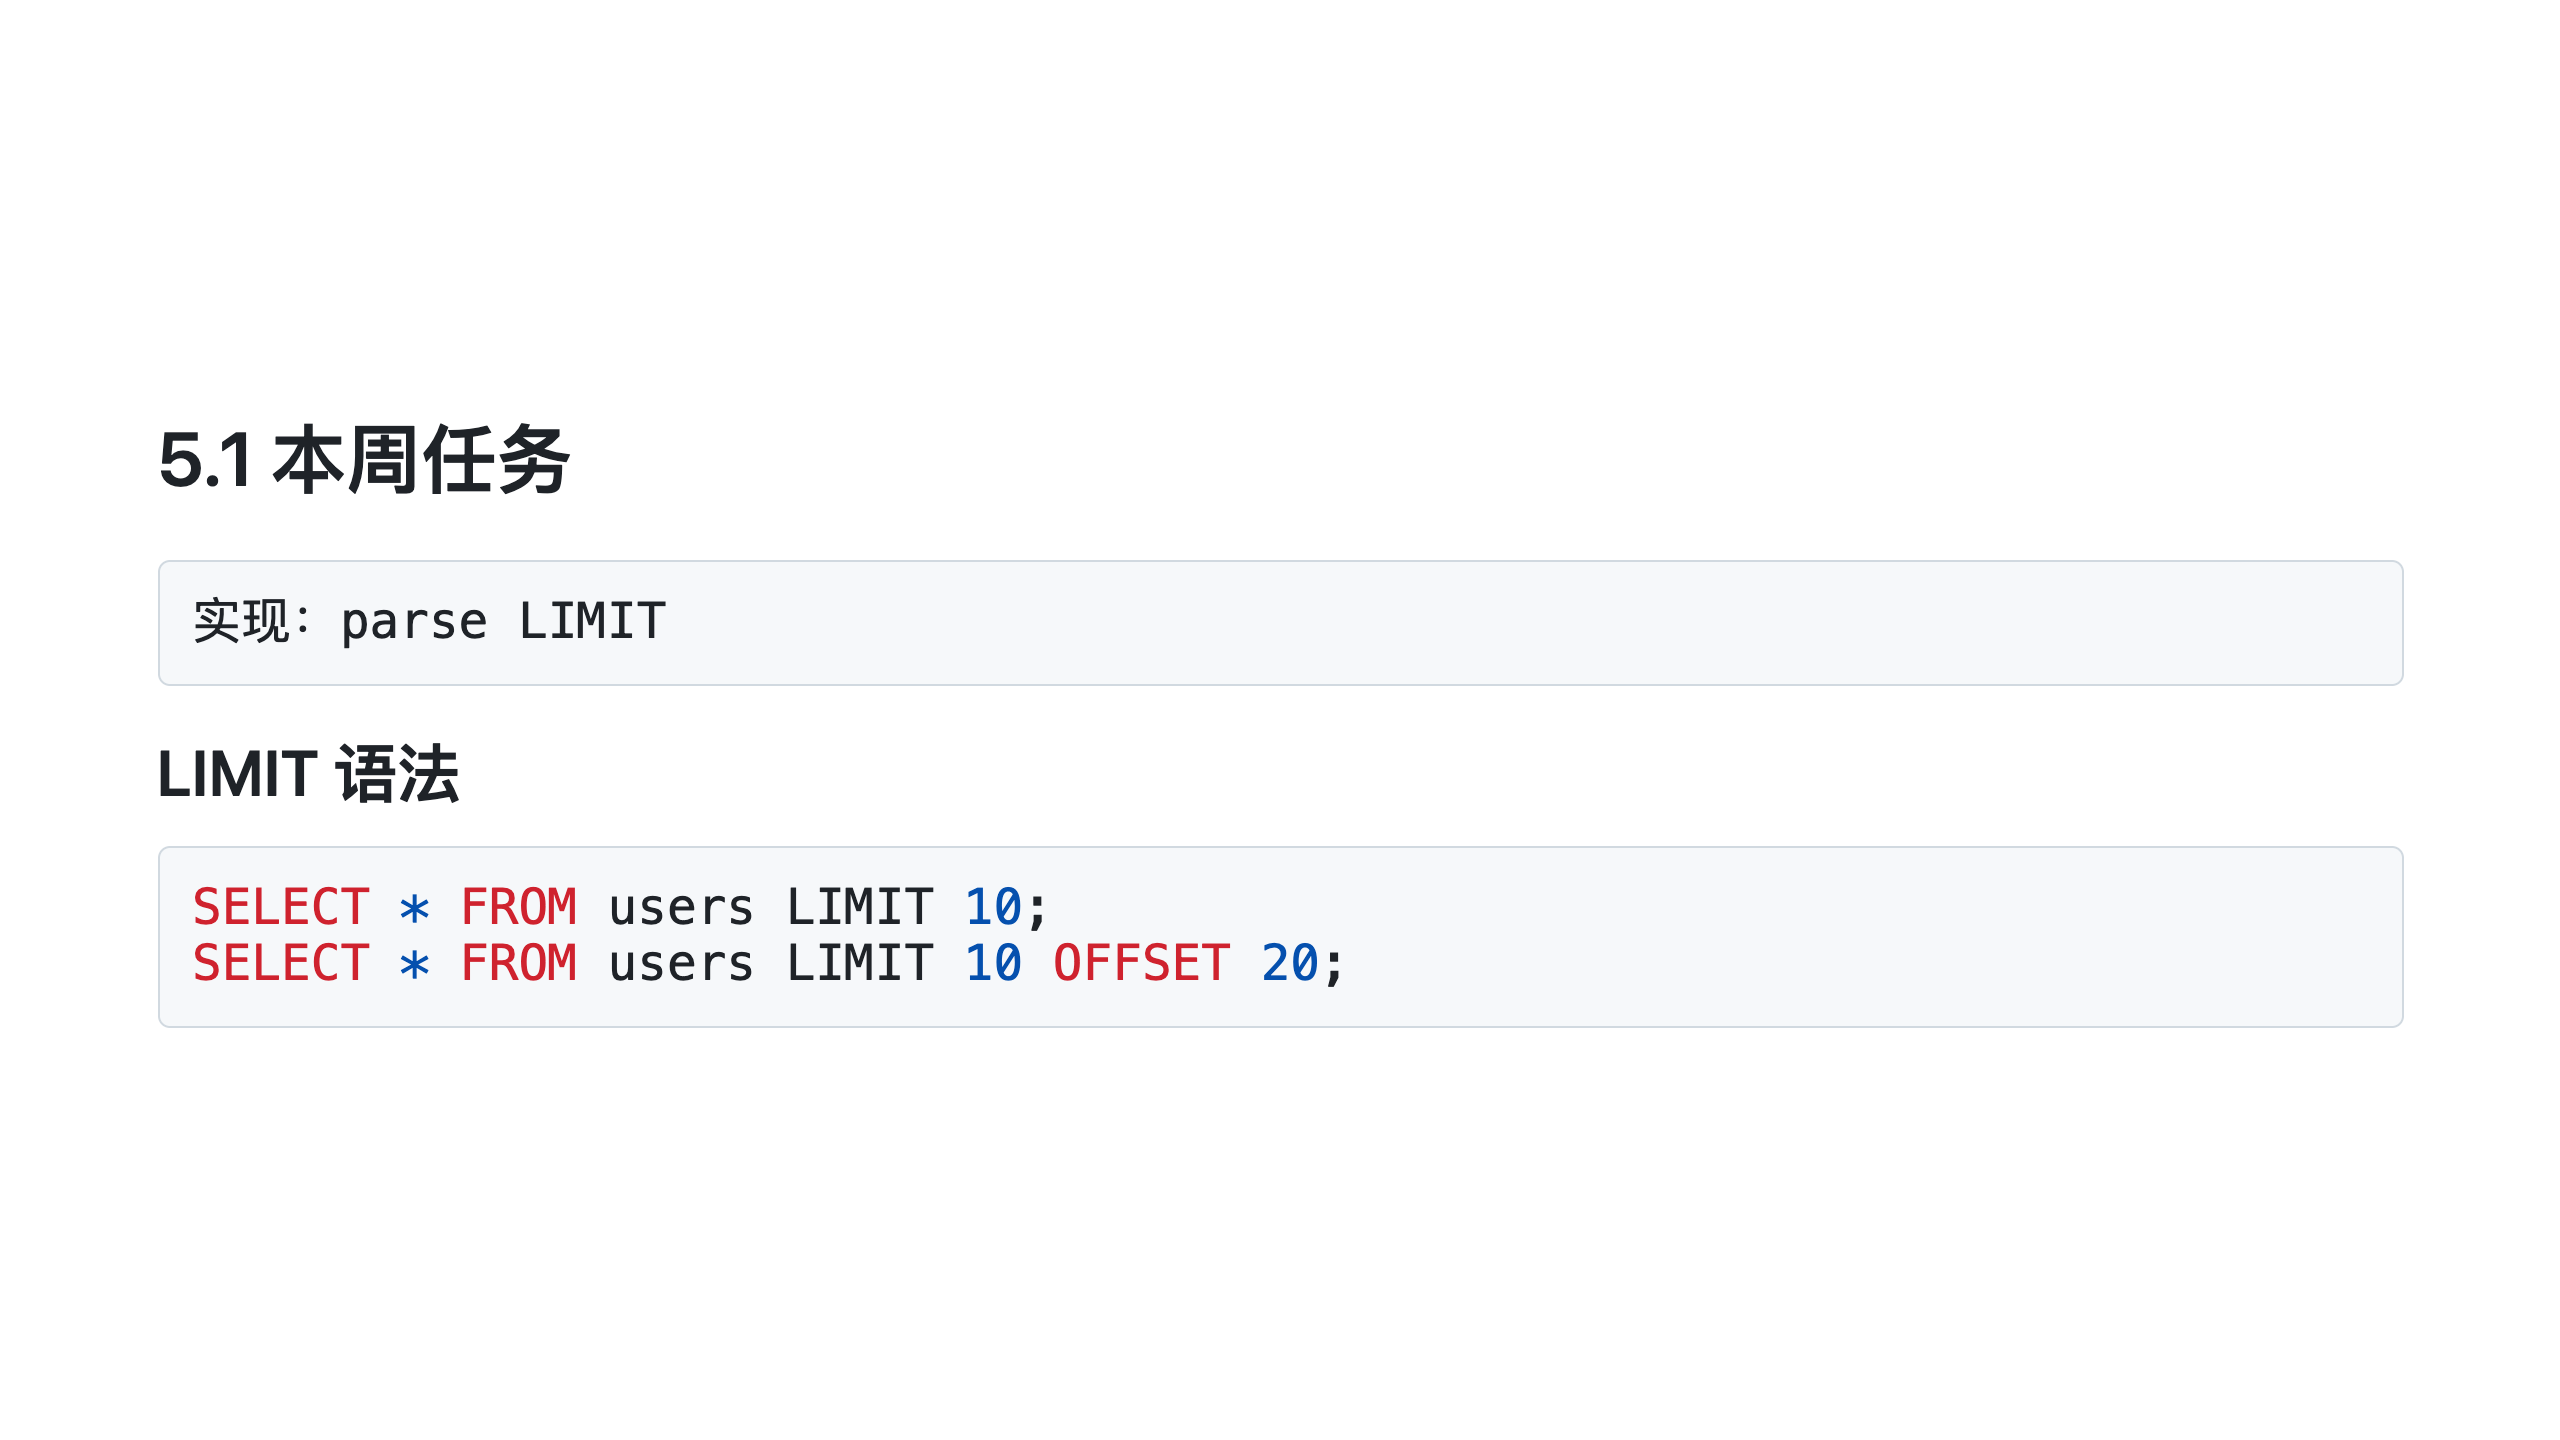 5.1 本周任务
实现：parse LIMIT
LIMIT 语法
SELECT * FROM users LIMIT 10;
SELECT * FROM users LIMIT 10 OFFSET 20;